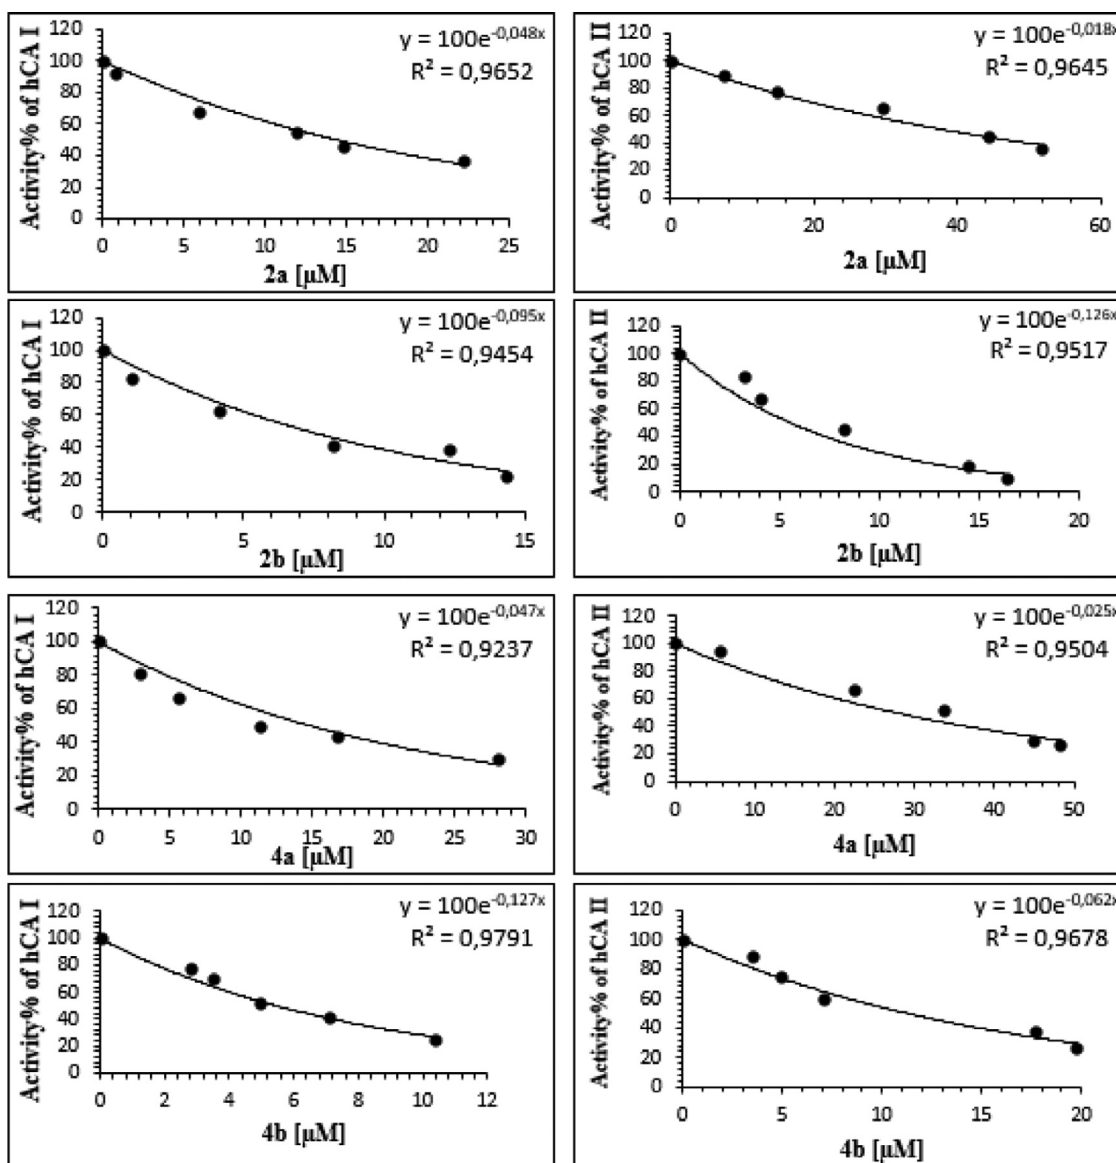 Activity% of hCA I
120
100
80
60
40
20
0
y = 100e^-0,048x
R² = 0,9652
0 5 10 15 20 25
2a [µM]
Activity% of hCA II
120
100
80
60
40
20
0
y = 100e^-0,018x
R² = 0,9645
0 20 40 60
2a [µM]
Activity% of hCA I
120
100
80
60
40
20
0
y = 100e^-0,095x
R² = 0,9454
0 5 10 15
2b [µM]
Activity% of hCA II
120
100
80
60
40
20
0
y = 100e^-0,126x
R² = 0,9517
0 5 10 15 20
2b [µM]
Activity% of hCA I
120
100
80
60
40
20
0
y = 100e^-0,047x
R² = 0,9237
0 5 10 15 20 25 30
4a [µM]
Activity% of hCA II
120
100
80
60
40
20
0
y = 100e^-0,025x
R² = 0,9504
0 10 20 30 40 50
4a [µM]
Activity% of hCA I
120
100
80
60
40
20
0
y = 100e^-0,127x
R² = 0,9791
0 2 4 6 8 10 12
4b [µM]
Activity% of hCA II
120
100
80
60
40
20
0
y = 100e^-0,062x
R² = 0,9678
0 5 10 15 20
4b [µM]